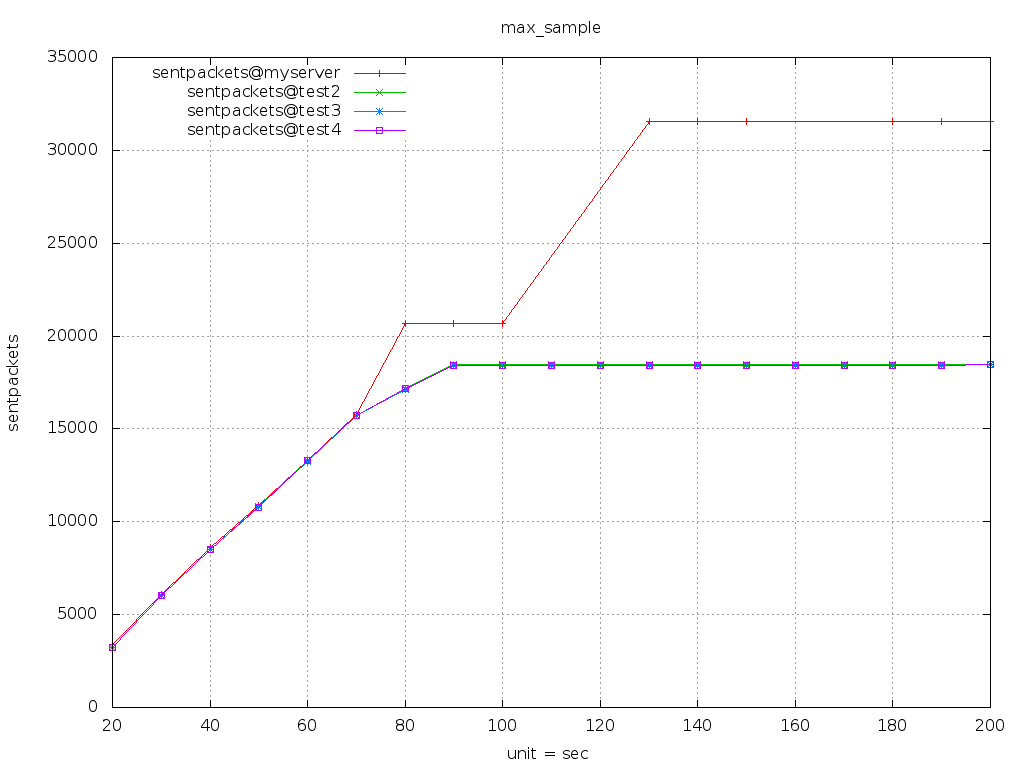 max_sample
35000
30000
25000
20000
15000
10000
5000
0
sentpackets@myserver
sentpackets@test2
sentpackets@test3
sentpackets@test4
sentpackets
20 40 60 80 100 120 140 160 180 200
unit = sec